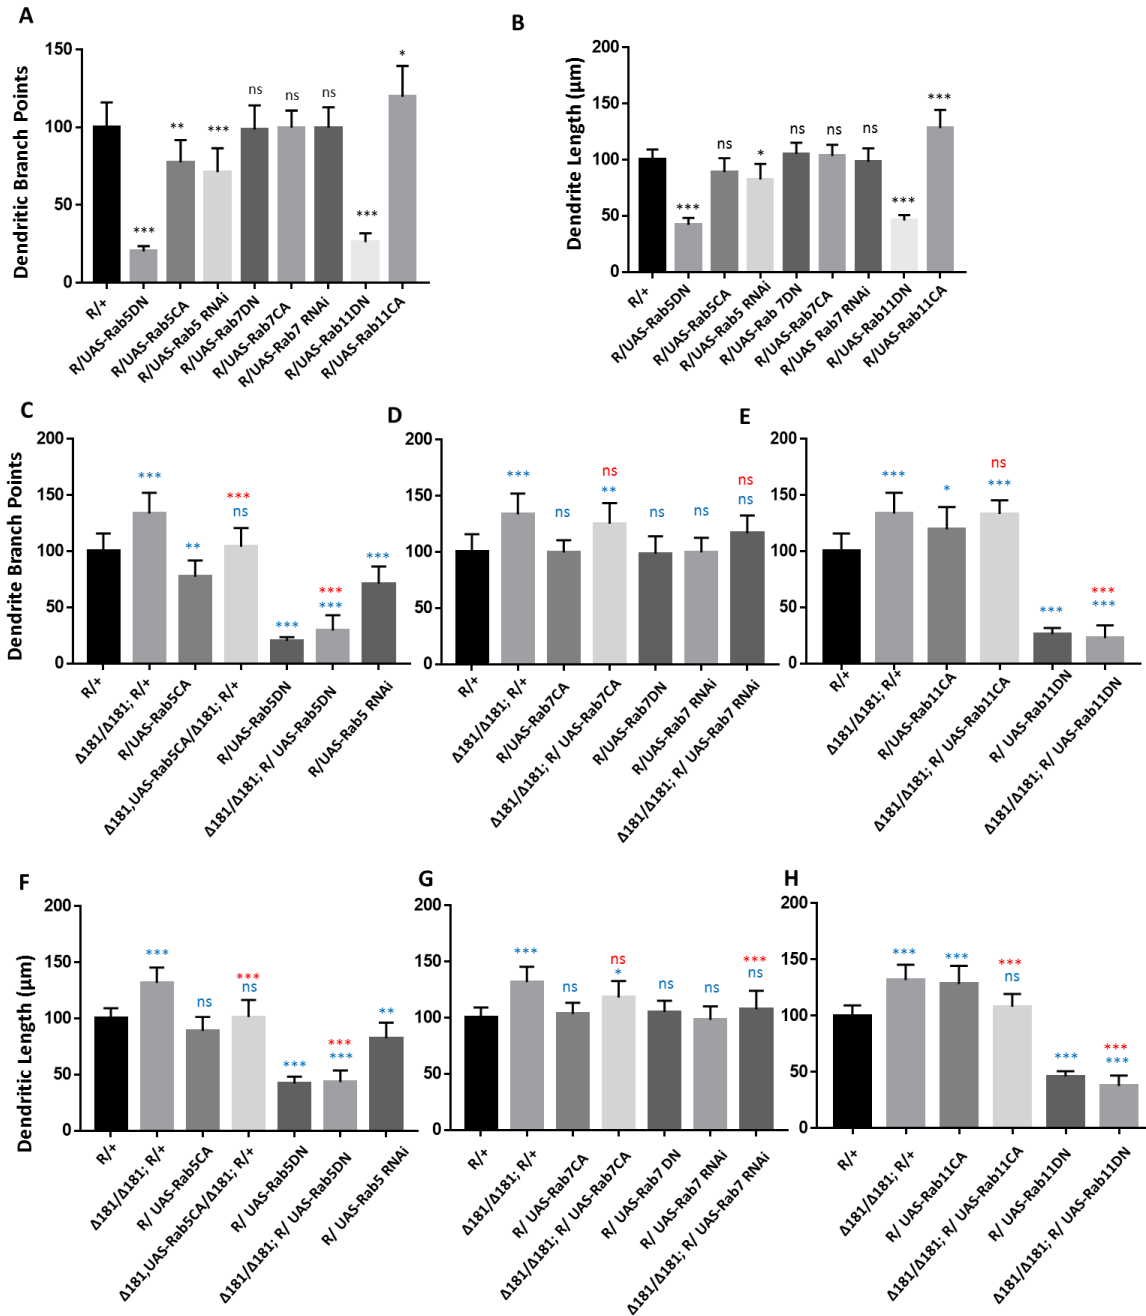 A
Dendritic Branch Points
150
100
50
0
**
***
ns
ns
ns
*
***
***
R/+
R/UAS-Rab5DN
R/UAS-Rab5CA
R/UAS-Rab5 RNAi
R/UAS-Rab7DN
R/UAS-Rab7CA
R/UAS-Rab7 RNAi
R/UAS-Rab11DN
R/UAS-Rab11CA
B
Dendrite Length (μm)
200
150
100
50
0
***
ns
*
ns
ns
ns
***
***
R/+
R/UAS-Rab5DN
R/UAS-Rab5CA
R/UAS-Rab5 RNAi
R/UAS-Rab 7DN
R/UAS-Rab7CA
R/UAS Rab7 RNAi
R/UAS-Rab11DN
R/UAS-Rab11CA
C
Dendrite Branch Points
200
150
100
50
0
***
**
***
ns
***
***
***
***
R/+
Δ181/Δ181; R/+
R/UAS-Rab5CA
Δ181,UAS-Rab5CA/Δ181; R/+
R/UAS-Rab5DN
Δ181/Δ181; R/ UAS-Rab5DN
R/UAS-Rab5 RNAi
D
200
150
100
50
0
***
ns
ns
**
ns
ns
ns
ns
R/+
Δ181/Δ181; R/+
R/UAS-Rab7CA
Δ181/Δ181; R/ UAS-Rab7CA
R/UAS-Rab7DN
R/UAS-Rab7 RNAi
Δ181/Δ181; R/ UAS-Rab7 RNAi
E
200
150
100
50
0
***
*
ns
***
***
***
***
R/+
Δ181/Δ181; R/+
R/UAS-Rab11CA
Δ181/Δ181; R/ UAS-Rab11CA
R/ UAS-Rab11DN
Δ181/Δ181; R/ UAS-Rab11DN
F
Dendritic Length (μm)
200
150
100
50
0
***
ns
***
ns
***
***
***
**
R/+
Δ181/Δ181; R/+
R/ UAS-Rab5CA
Δ181,UAS-Rab5CA/Δ181; R/+
R/ UAS-Rab5DN
Δ181/Δ181; R/ UAS-Rab5DN
R/ UAS-Rab5 RNAi
G
200
150
100
50
0
***
ns
ns
*
ns
ns
***
ns
R/+
Δ181/Δ181; R/+
R/ UAS-Rab7CA
Δ181/Δ181; R/ UAS-Rab7CA
R/ UAS-Rab7 DN
R/ UAS-Rab7 RNAi
Δ181/Δ181; R/ UAS-Rab7 RNAi
H
200
150
100
50
0
***
***
***
ns
***
***
***
R/+
Δ181/Δ181; R/+
R/ UAS-Rab11CA
Δ181/Δ181; R/ UAS-Rab11CA
R/ UAS-Rab11DN
Δ181/Δ181; R/ UAS-Rab11DN